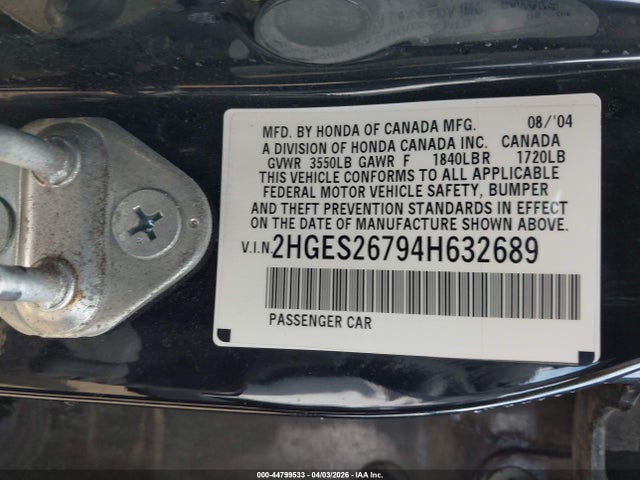 MFD. BY HONDA OF CANADA MFG. 08/'04
A DIVISION OF HONDA CANADA INC. CANADA
GVWR 3550LB GAWR F 1840LBR 1720LB
THIS VEHICLE CONFORMS TO ALL APPLICABLE
FEDERAL MOTOR VEHICLE SAFETY, BUMPER
AND THEFT PREVENTION STANDARDS IN EFFECT
ON THE DATE OF MANUFACTURE SHOWN ABOVE.
V.I.N. 2HGES26794H632689
PASSENGER CAR
000-44799533 - 04/03/2026 - IAA Inc.